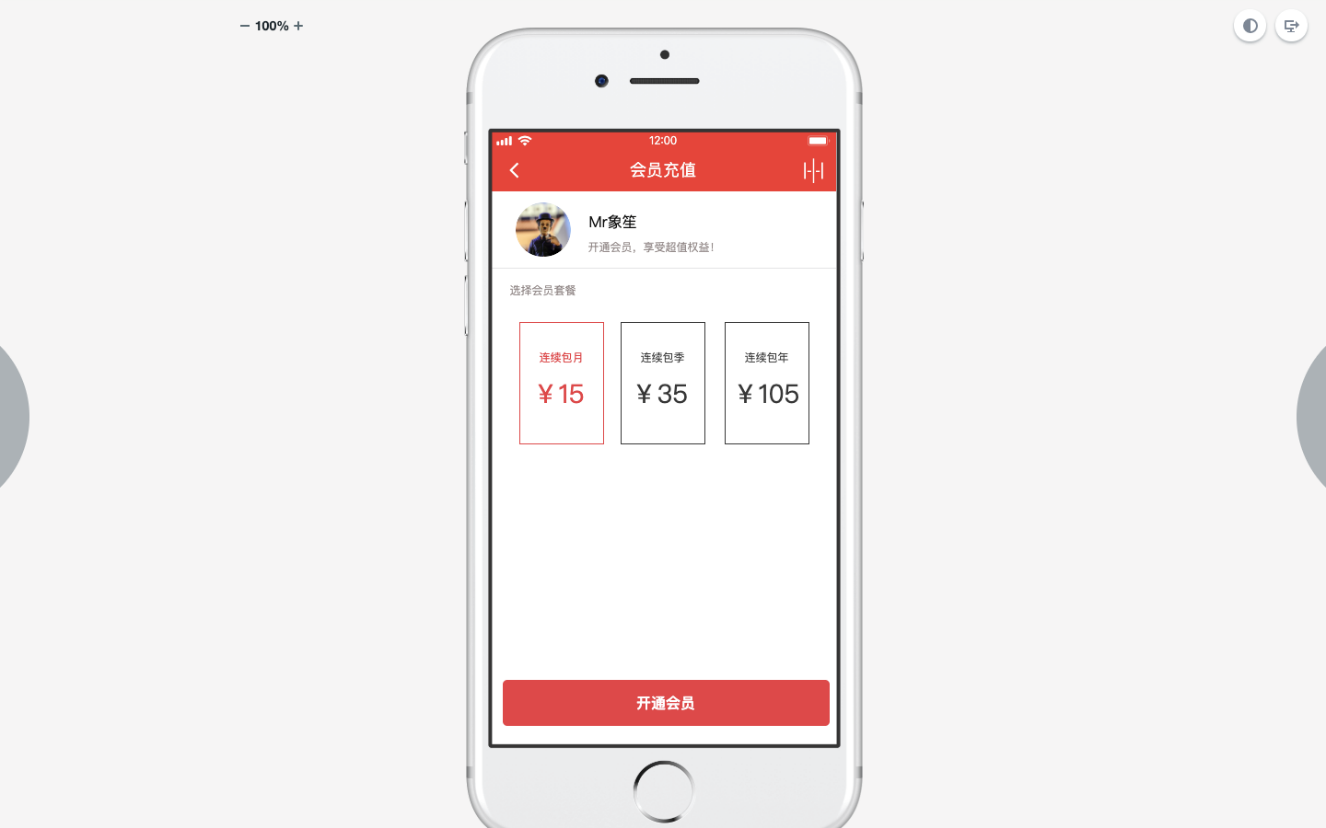 100%
12:00
会员充值
Mr象笙
开通会员，享受超值权益！
选择会员套餐
连续包月
连续包季
连续包年
￥15
￥35
￥105
开通会员